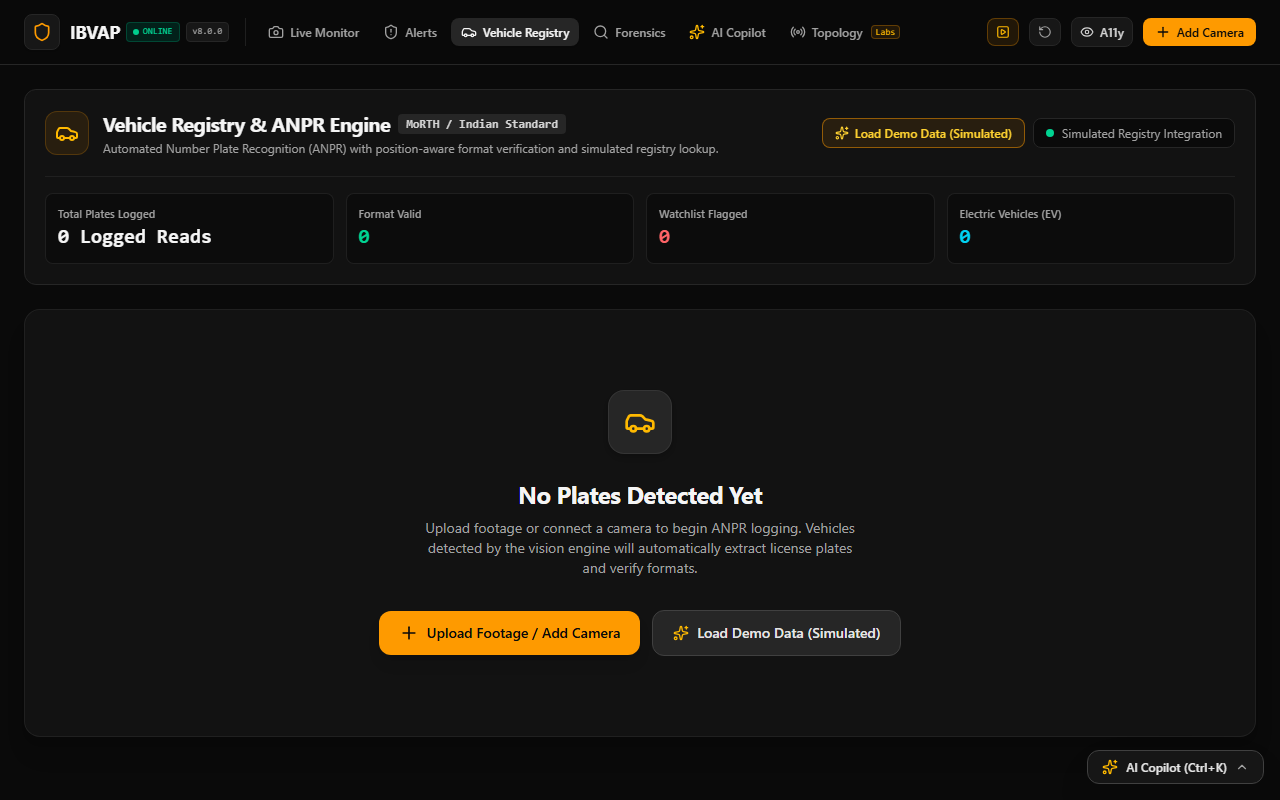 IBVAP ONLINE v8.0.0 Live Monitor Alerts Vehicle Registry Forensics AI Copilot Topology Labs A11y Add Camera
Vehicle Registry & ANPR Engine MoRTH / Indian Standard
Automated Number Plate Recognition (ANPR) with position-aware format verification and simulated registry lookup.
Load Demo Data (Simulated) Simulated Registry Integration
Total Plates Logged
0 Logged Reads
Format Valid
0
Watchlist Flagged
0
Electric Vehicles (EV)
0
No Plates Detected Yet
Upload footage or connect a camera to begin ANPR logging. Vehicles
detected by the vision engine will automatically extract license plates
and verify formats.
Upload Footage / Add Camera Load Demo Data (Simulated)
AI Copilot (Ctrl+K)